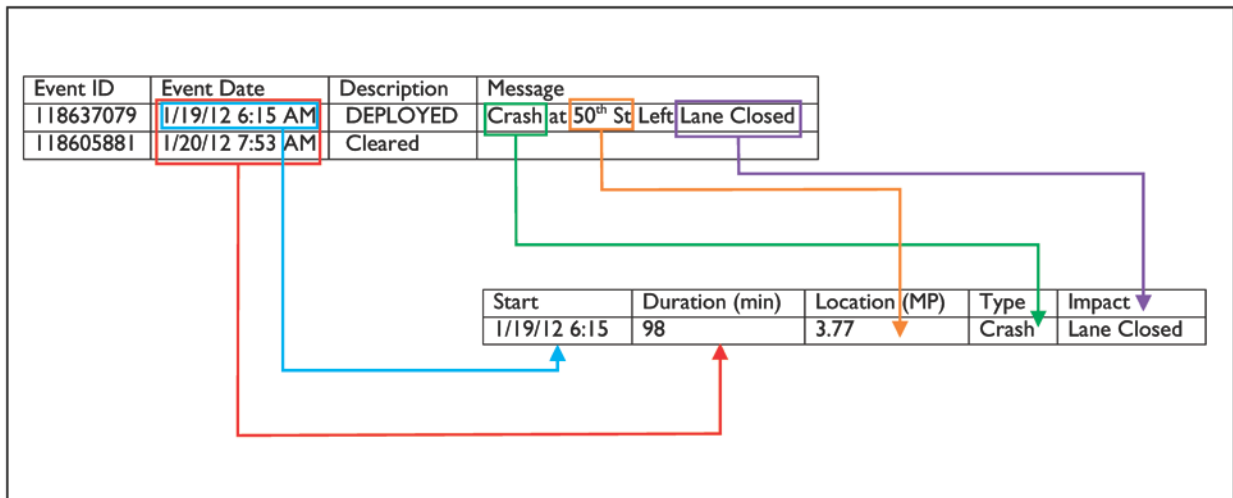 Event ID Event Date Description Message
118637079 1/19/12 6:15 AM DEPLOYED Crash at 50th St Left Lane Closed
118605881 1/20/12 7:53 AM Cleared
Start Duration (min) Location (MP) Type Impact
1/19/12 6:15 98 3.77 Crash Lane Closed